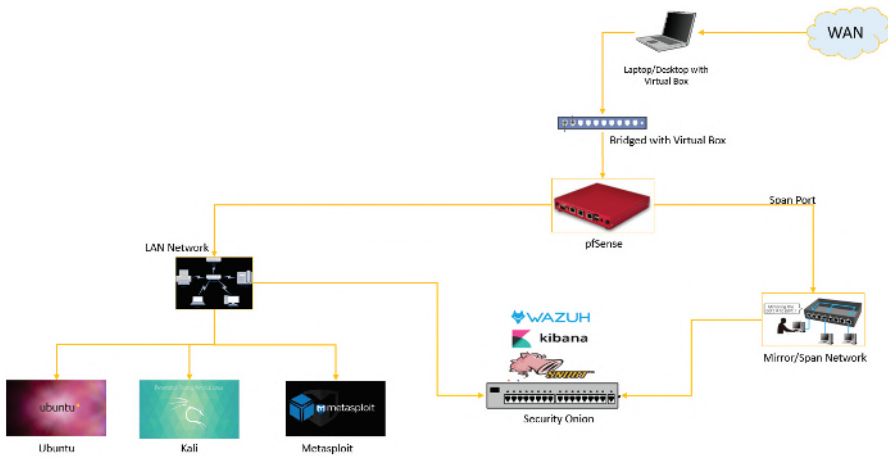 WAN
Laptop/Desktop with
Virtual Box
Bridged with Virtual Box
pfSense
Span Port
LAN Network
Mirror/Span Network
WAZUH
kibana
SNORT
Security Onion
ubuntu
metasploit
Ubuntu
Kali
Metasploit